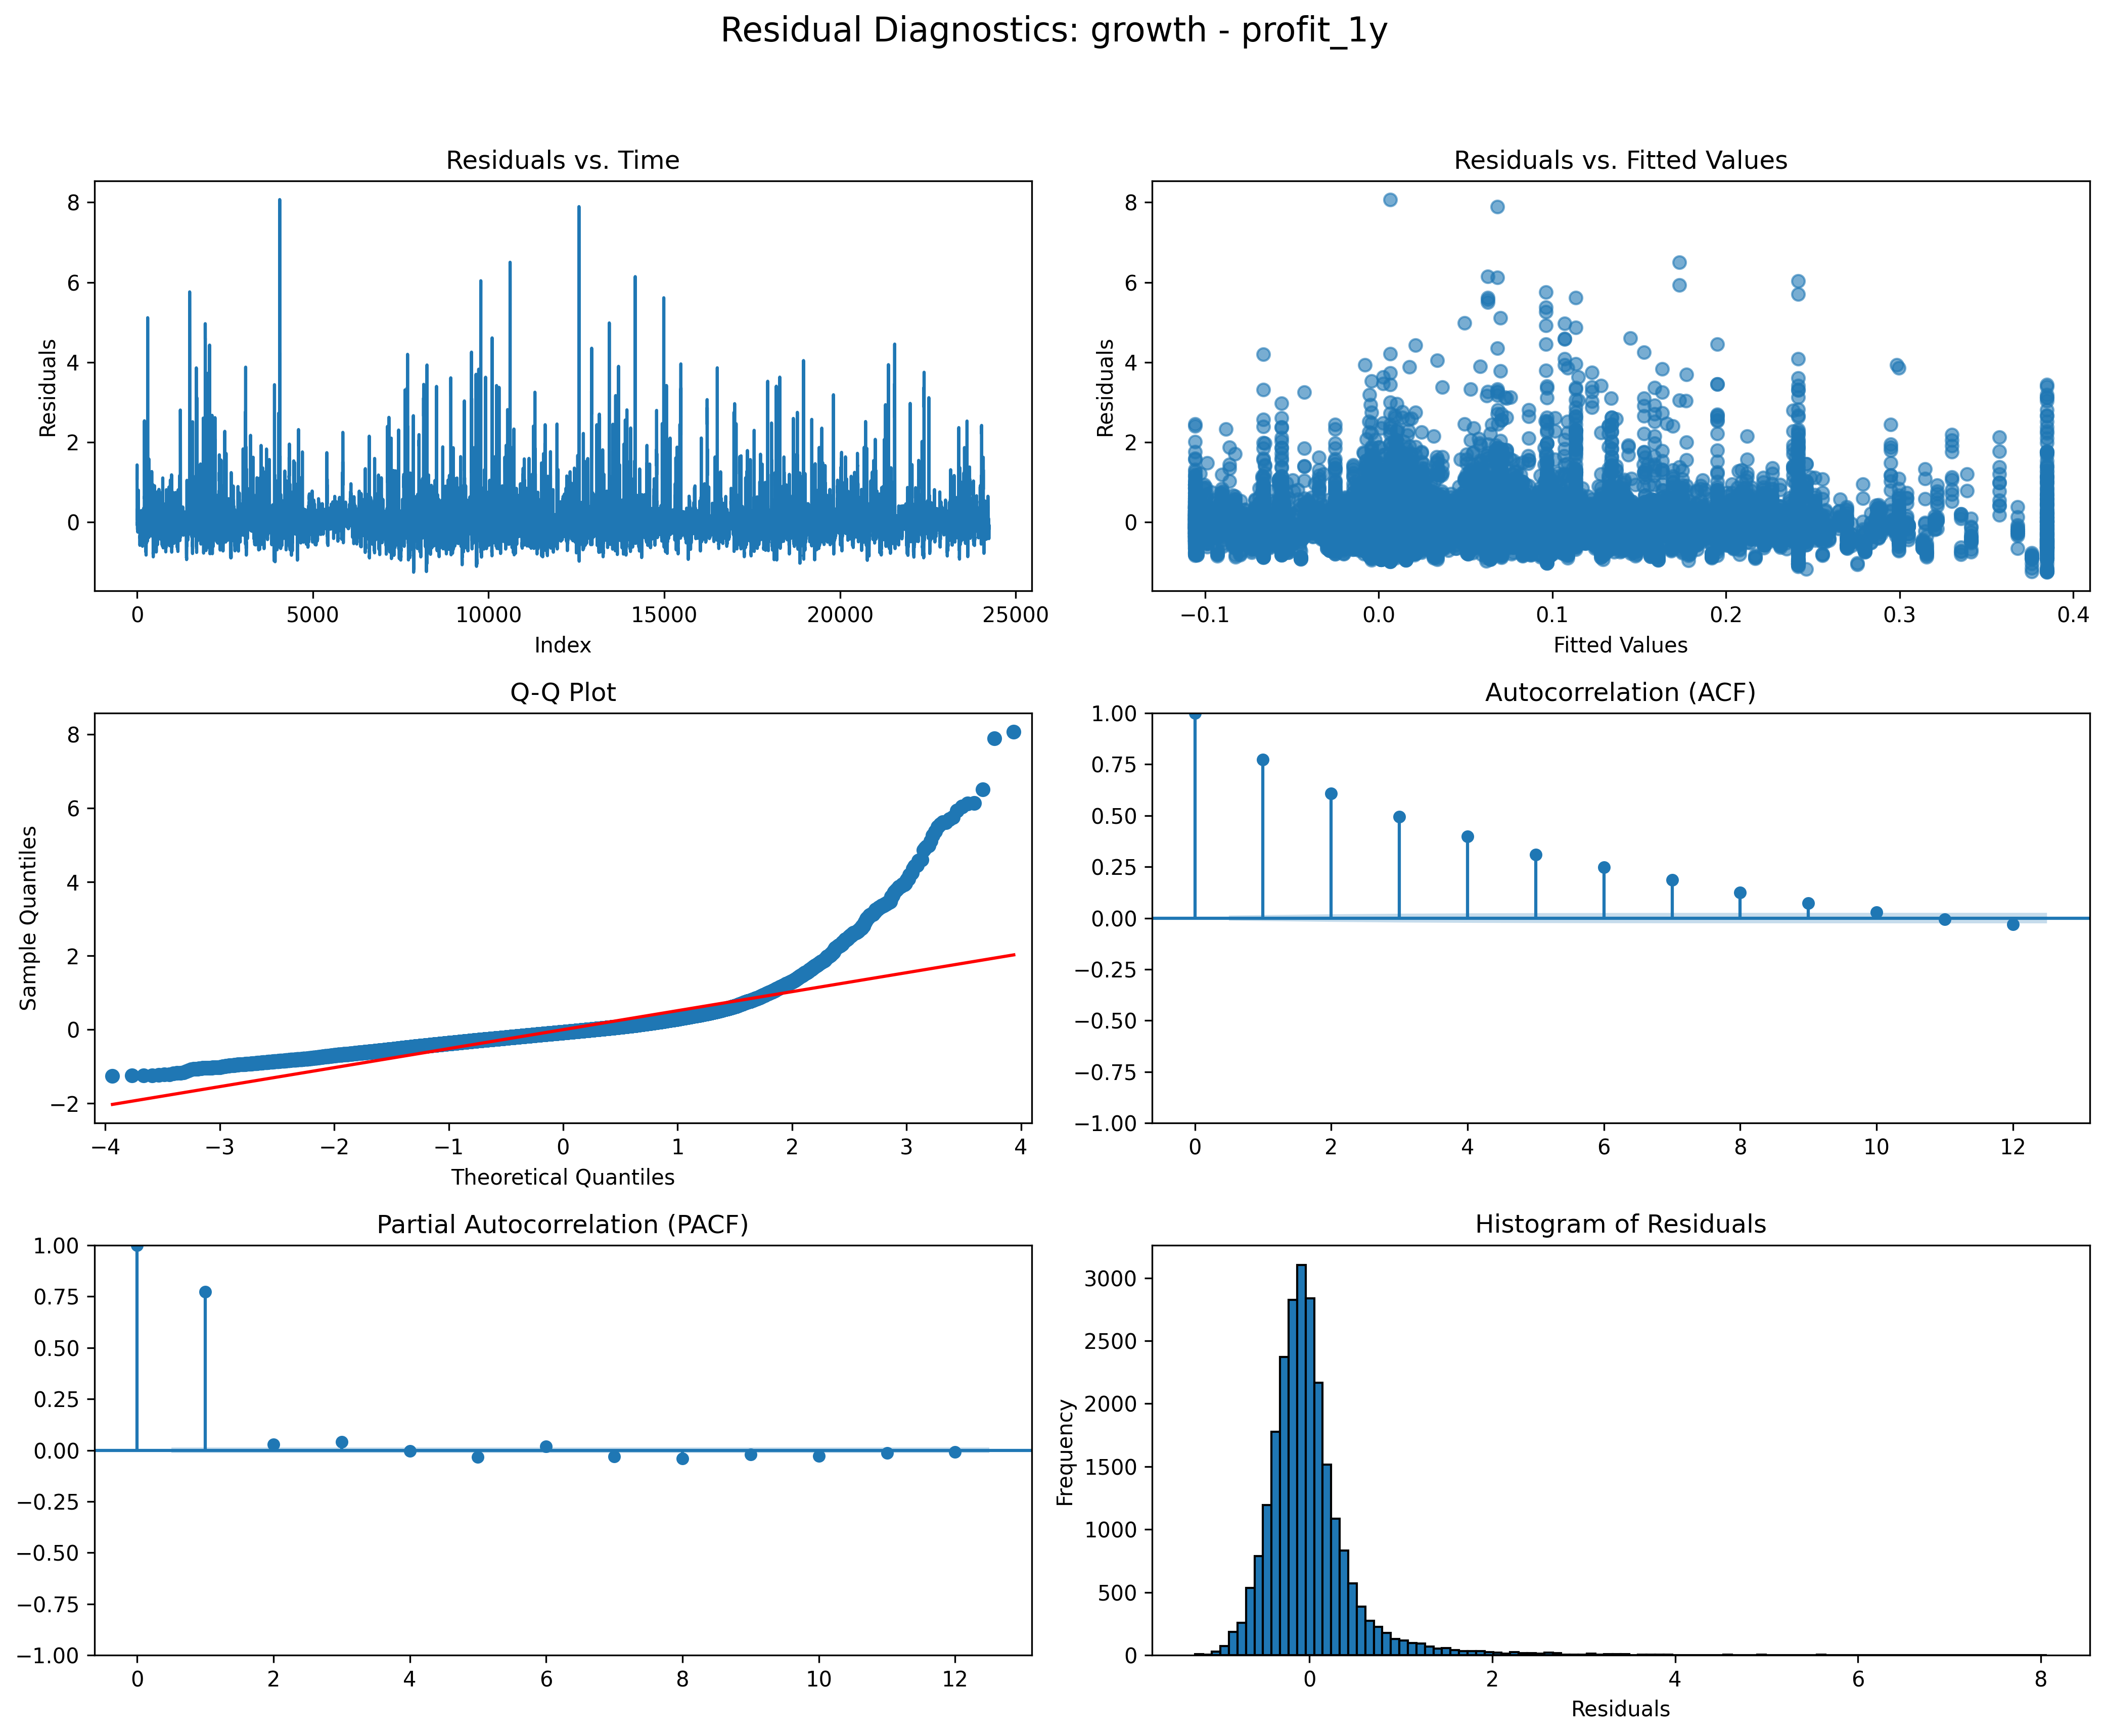 Residual Diagnostics: growth - profit_1y
Residuals vs. Time
Residuals
8
6
4
2
0
0 5000 10000 15000 20000 25000
Index
Residuals vs. Fitted Values
Residuals
8
6
4
2
0
−0.1 0.0 0.1 0.2 0.3 0.4
Fitted Values
Q-Q Plot
Sample Quantiles
8
6
4
2
0
−2
−4 −3 −2 −1 0 1 2 3 4
Theoretical Quantiles
Autocorrelation (ACF)
1.00
0.75
0.50
0.25
0.00
−0.25
−0.50
−0.75
−1.00
0 2 4 6 8 10 12
Partial Autocorrelation (PACF)
1.00
0.75
0.50
0.25
0.00
−0.25
−0.50
−0.75
−1.00
0 2 4 6 8 10 12
Histogram of Residuals
Frequency
3000
2500
2000
1500
1000
500
0
0 2 4 6 8
Residuals